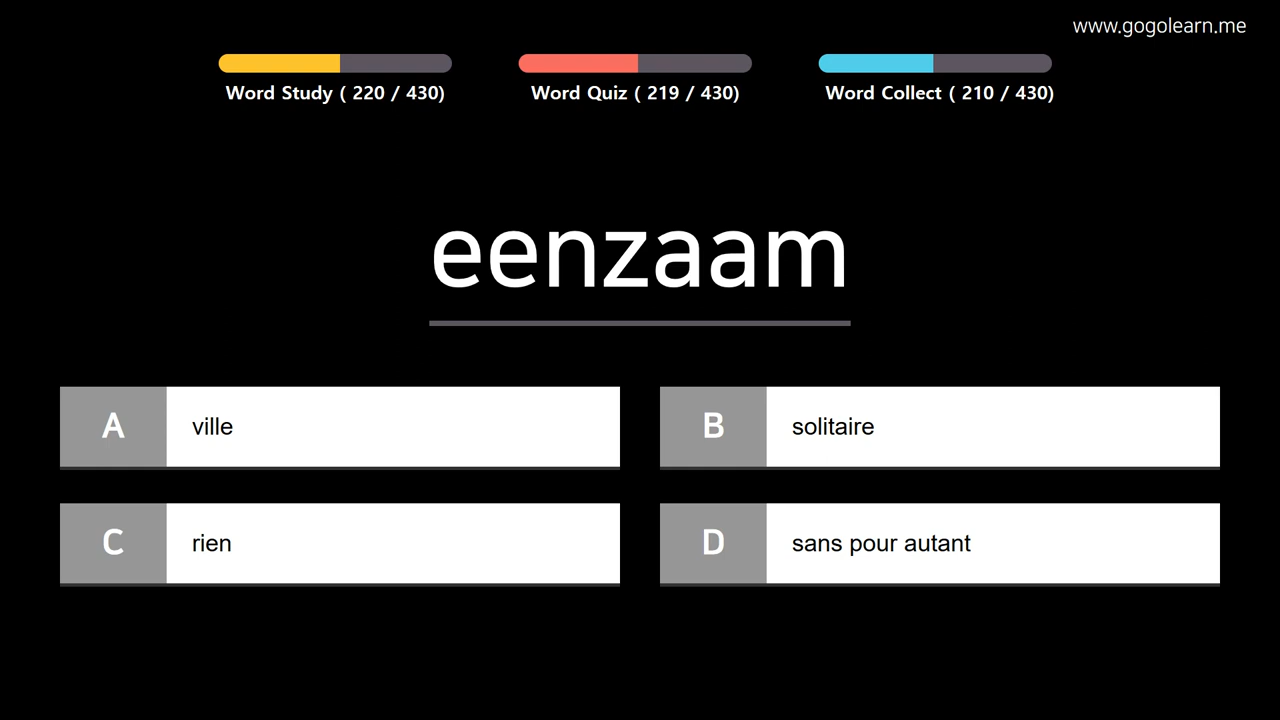 www.gogolearn.me
Word Study ( 220 / 430)
Word Quiz ( 219 / 430)
Word Collect ( 210 / 430)
eenzaam
A ville
B solitaire
C rien
D sans pour autant